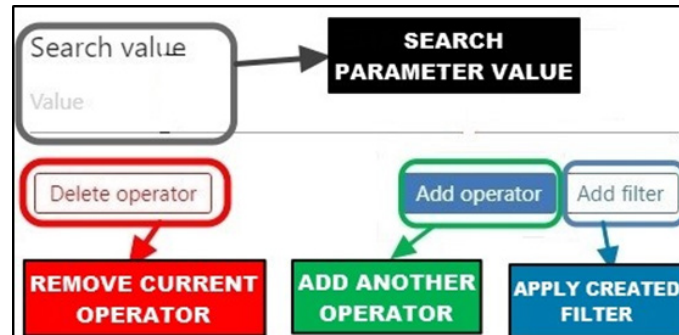 Search value
SEARCH
PARAMETER VALUE
Value
Delete operator
Add operator
Add filter
REMOVE CURRENT
OPERATOR
ADD ANOTHER
OPERATOR
APPLY CREATED
FILTER